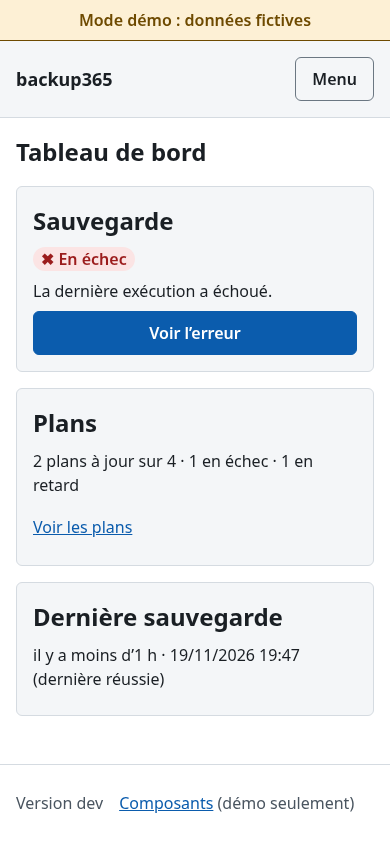 Mode démo : données fictives
backup365
Menu
Tableau de bord
Sauvegarde
✖ En échec
La dernière exécution a échoué.
Voir l’erreur
Plans
2 plans à jour sur 4 · 1 en échec · 1 en
retard
Voir les plans
Dernière sauvegarde
il y a moins d’1 h · 19/11/2026 19:47
(dernière réussie)
Version dev Composants (démo seulement)